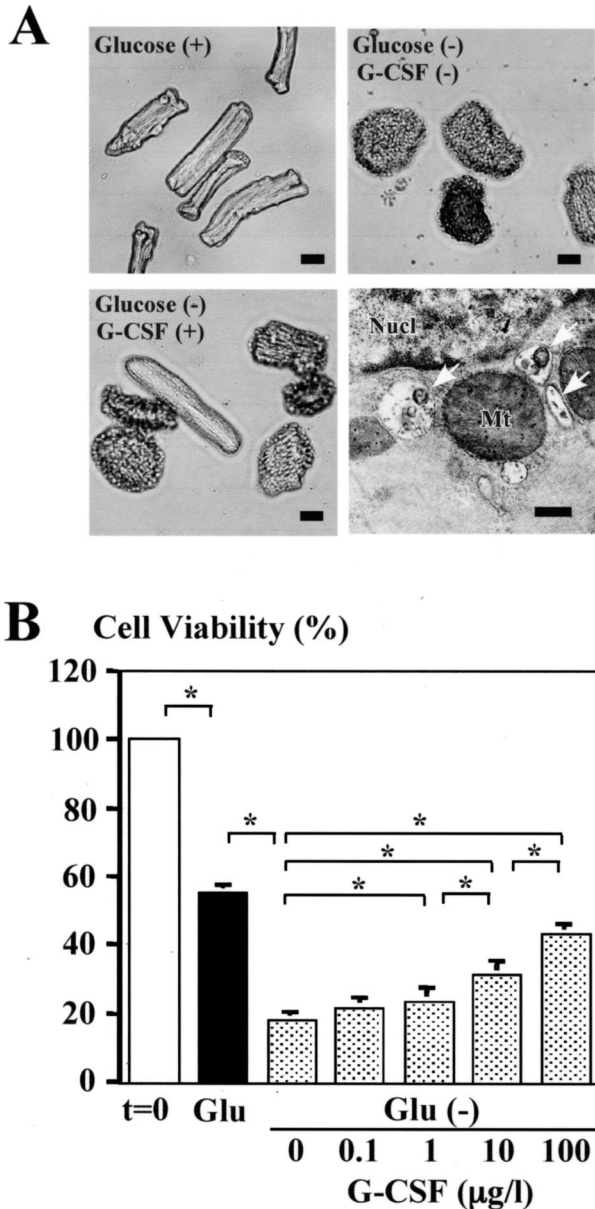 A
Glucose (+)
Glucose (-)
G-CSF (-)
Glucose (-)
G-CSF (+)
Nucl
Mt
B Cell Viability (%)
120
100
80
60
40
20
0
*
*
*
*
*
*
*
t=0 Glu Glu (-)
0 0.1 1 10 100
G-CSF (μg/l)